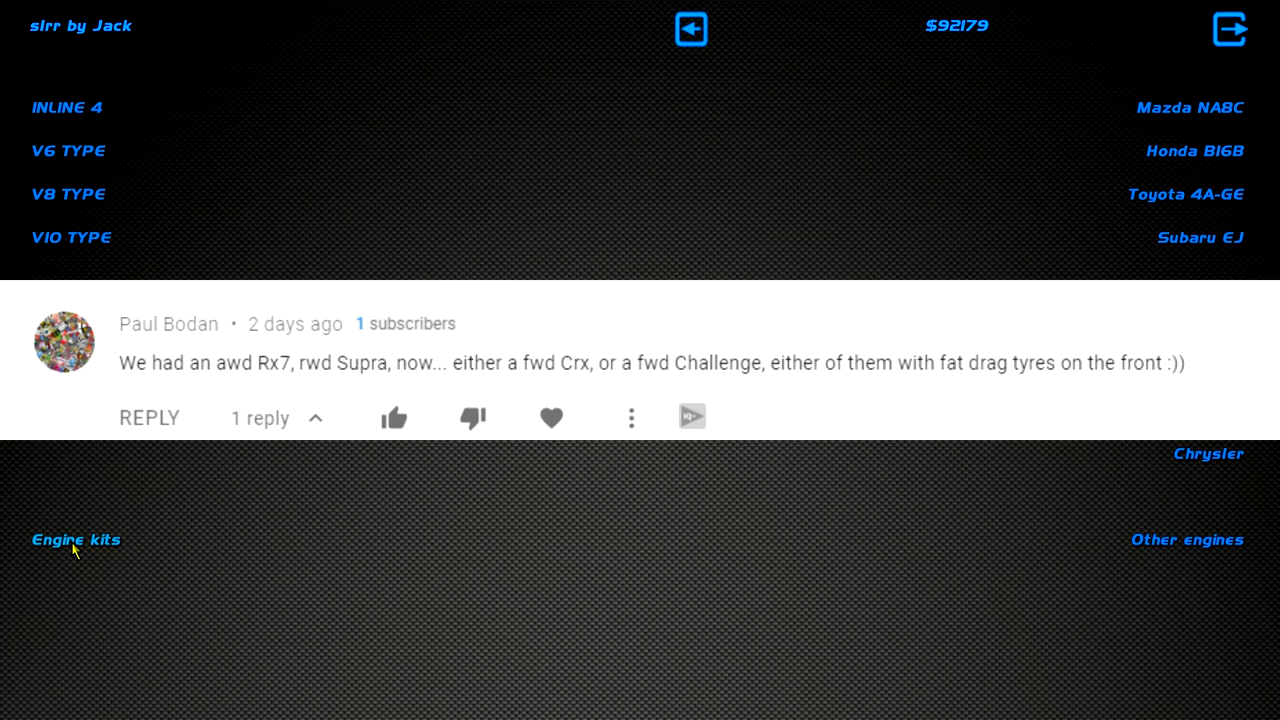 slrr by Jack
$92179
INLINE 4
Mazda NA8C
V6 TYPE
Honda B16B
V8 TYPE
Toyota 4A-GE
V10 TYPE
Subaru EJ
Paul Bodan • 2 days ago 1 subscribers
We had an awd Rx7, rwd Supra, now... either a fwd Crx, or a fwd Challenge, either of them with fat drag tyres on the front :))
REPLY 1 reply
Chrysler
Engine kits
Other engines